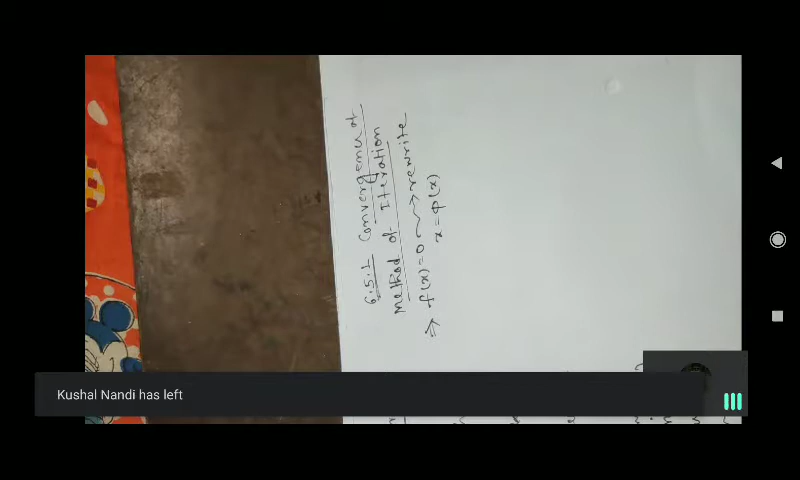 6.5.1 Convergence of
Method of Iteration
⇒ f(x)=0 ⟿ rewrite
x = φ(x)
Kushal Nandi has left